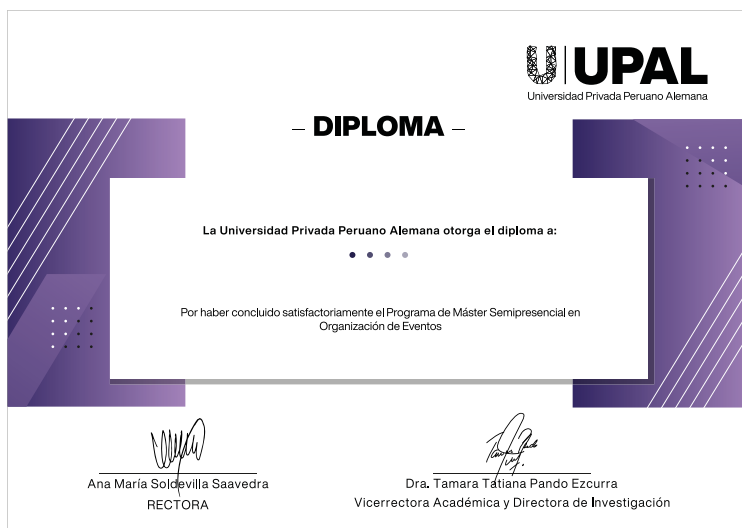 UPAL
Universidad Privada Peruano Alemana
– DIPLOMA –
La Universidad Privada Peruano Alemana otorga el diploma a:
Por haber concluido satisfactoriamente el Programa de Máster Semipresencial en
Organización de Eventos
Ana María Soldevilla Saavedra
RECTORA
Dra. Tamara Tatiana Pando Ezcurra
Vicerrectora Académica y Directora de Investigación